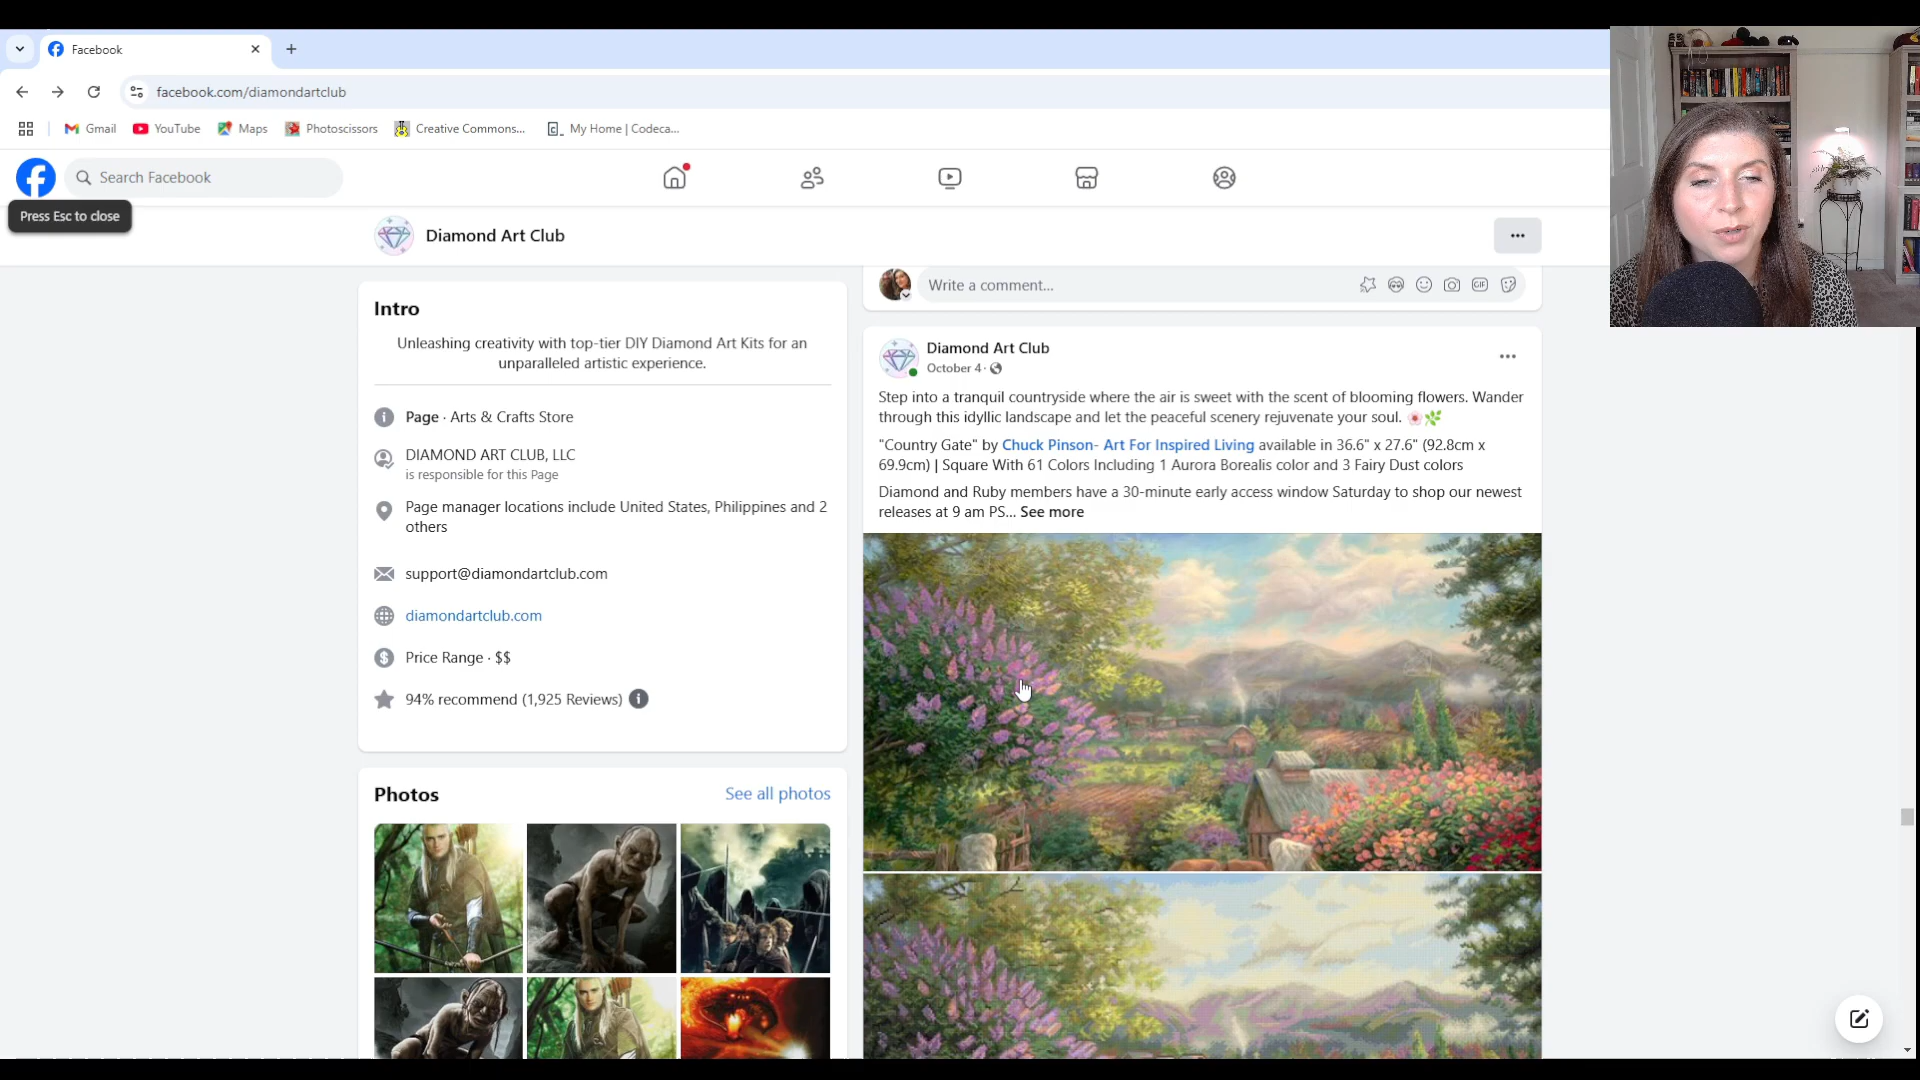 Facebook
facebook.com/diamondartclub
Gmail
YouTube
Maps
Photoscissors
Creative Commons...
My Home | Codeca...
Search Facebook
Press Esc to close
Diamond Art Club
Intro
Unleashing creativity with top-tier DIY Diamond Art Kits for an
unparalleled artistic experience.
Page · Arts & Crafts Store
DIAMOND ART CLUB, LLC
is responsible for this Page
Page manager locations include United States, Philippines and 2
others
support@diamondartclub.com
diamondartclub.com
Price Range · $$
94% recommend (1,925 Reviews)
Photos
See all photos
Write a comment...
GIF
Diamond Art Club
October 4 ·
Step into a tranquil countryside where the air is sweet with the scent of blooming flowers. Wander
through this idyllic landscape and let the peaceful scenery rejuvenate your soul. 🌸🌿
"Country Gate" by Chuck Pinson- Art For Inspired Living available in 36.6" x 27.6" (92.8cm x
69.9cm) | Square With 61 Colors Including 1 Aurora Borealis color and 3 Fairy Dust colors
Diamond and Ruby members have a 30-minute early access window Saturday to shop our newest
releases at 9 am PS... See more